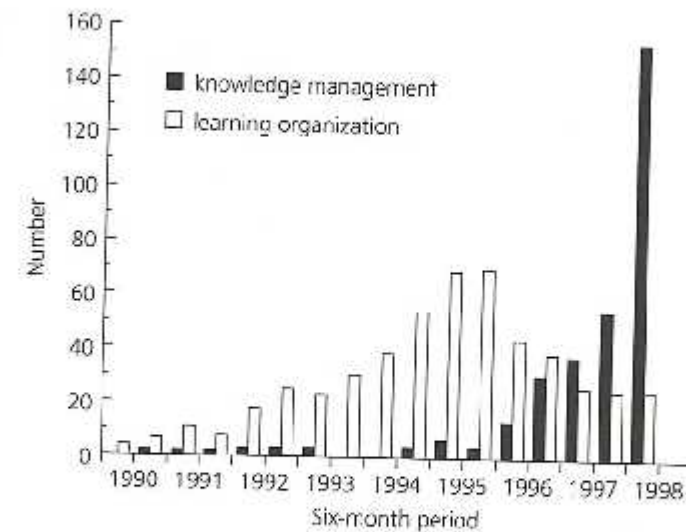 160
140
120
100
80
60
40
20
0
Number
knowledge management
learning organization
1990 1991 1992 1993 1994 1995 1996 1997 1998
Six-month period